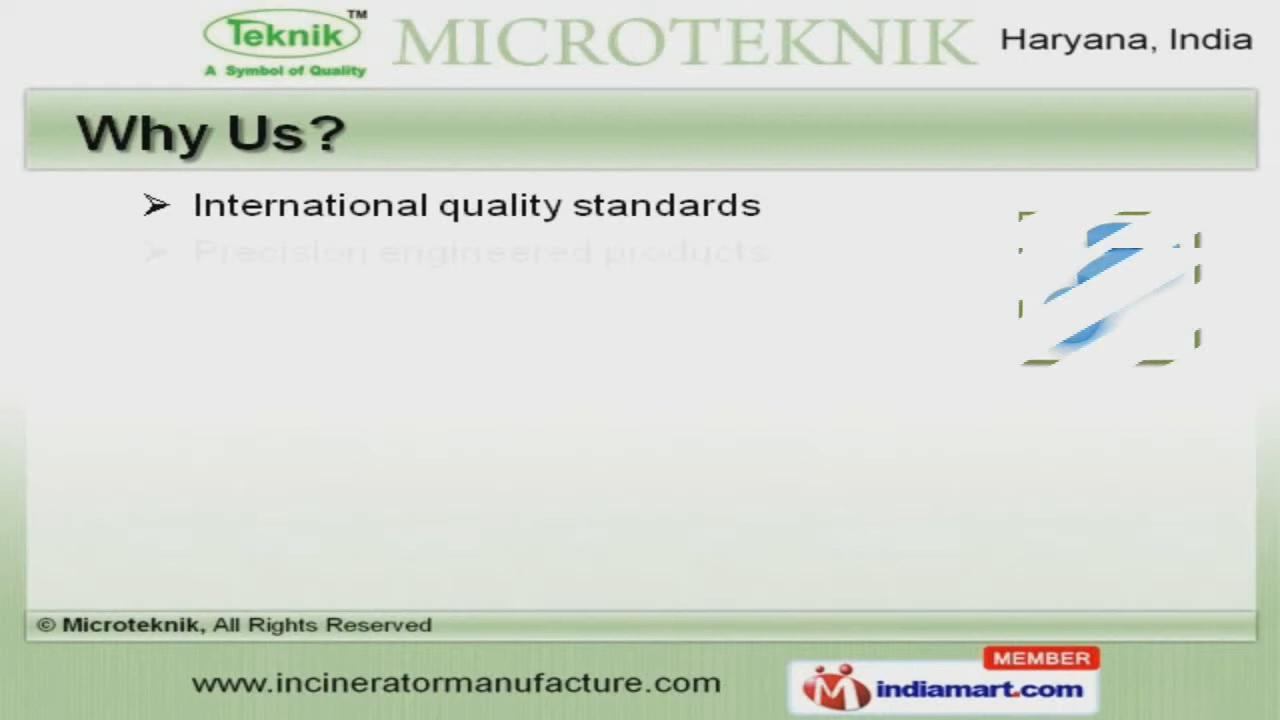 Teknik™
A Symbol of Quality
MICROTEKNIK
Haryana, India
Why Us?
➢ International quality standards
➢ Precision engineered products
© Microteknik, All Rights Reserved
www.incineratormanufacture.com
MEMBER
indiamart.com